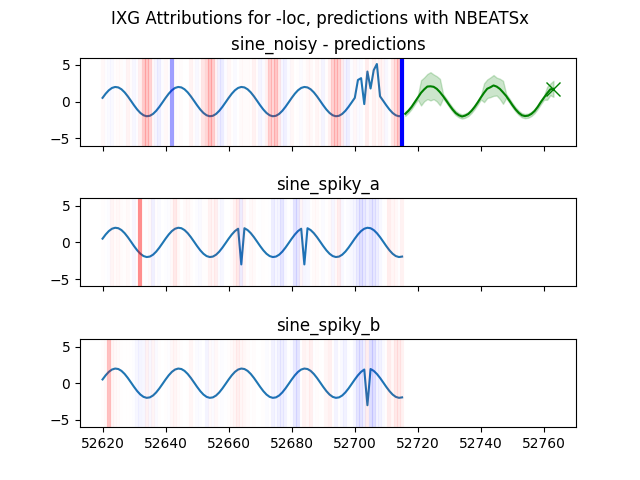 IXG Attributions for -loc, predictions with NBEATSx
sine_noisy - predictions
5
0
−5
sine_spiky_a
5
0
−5
sine_spiky_b
5
0
−5
52620 52640 52660 52680 52700 52720 52740 52760